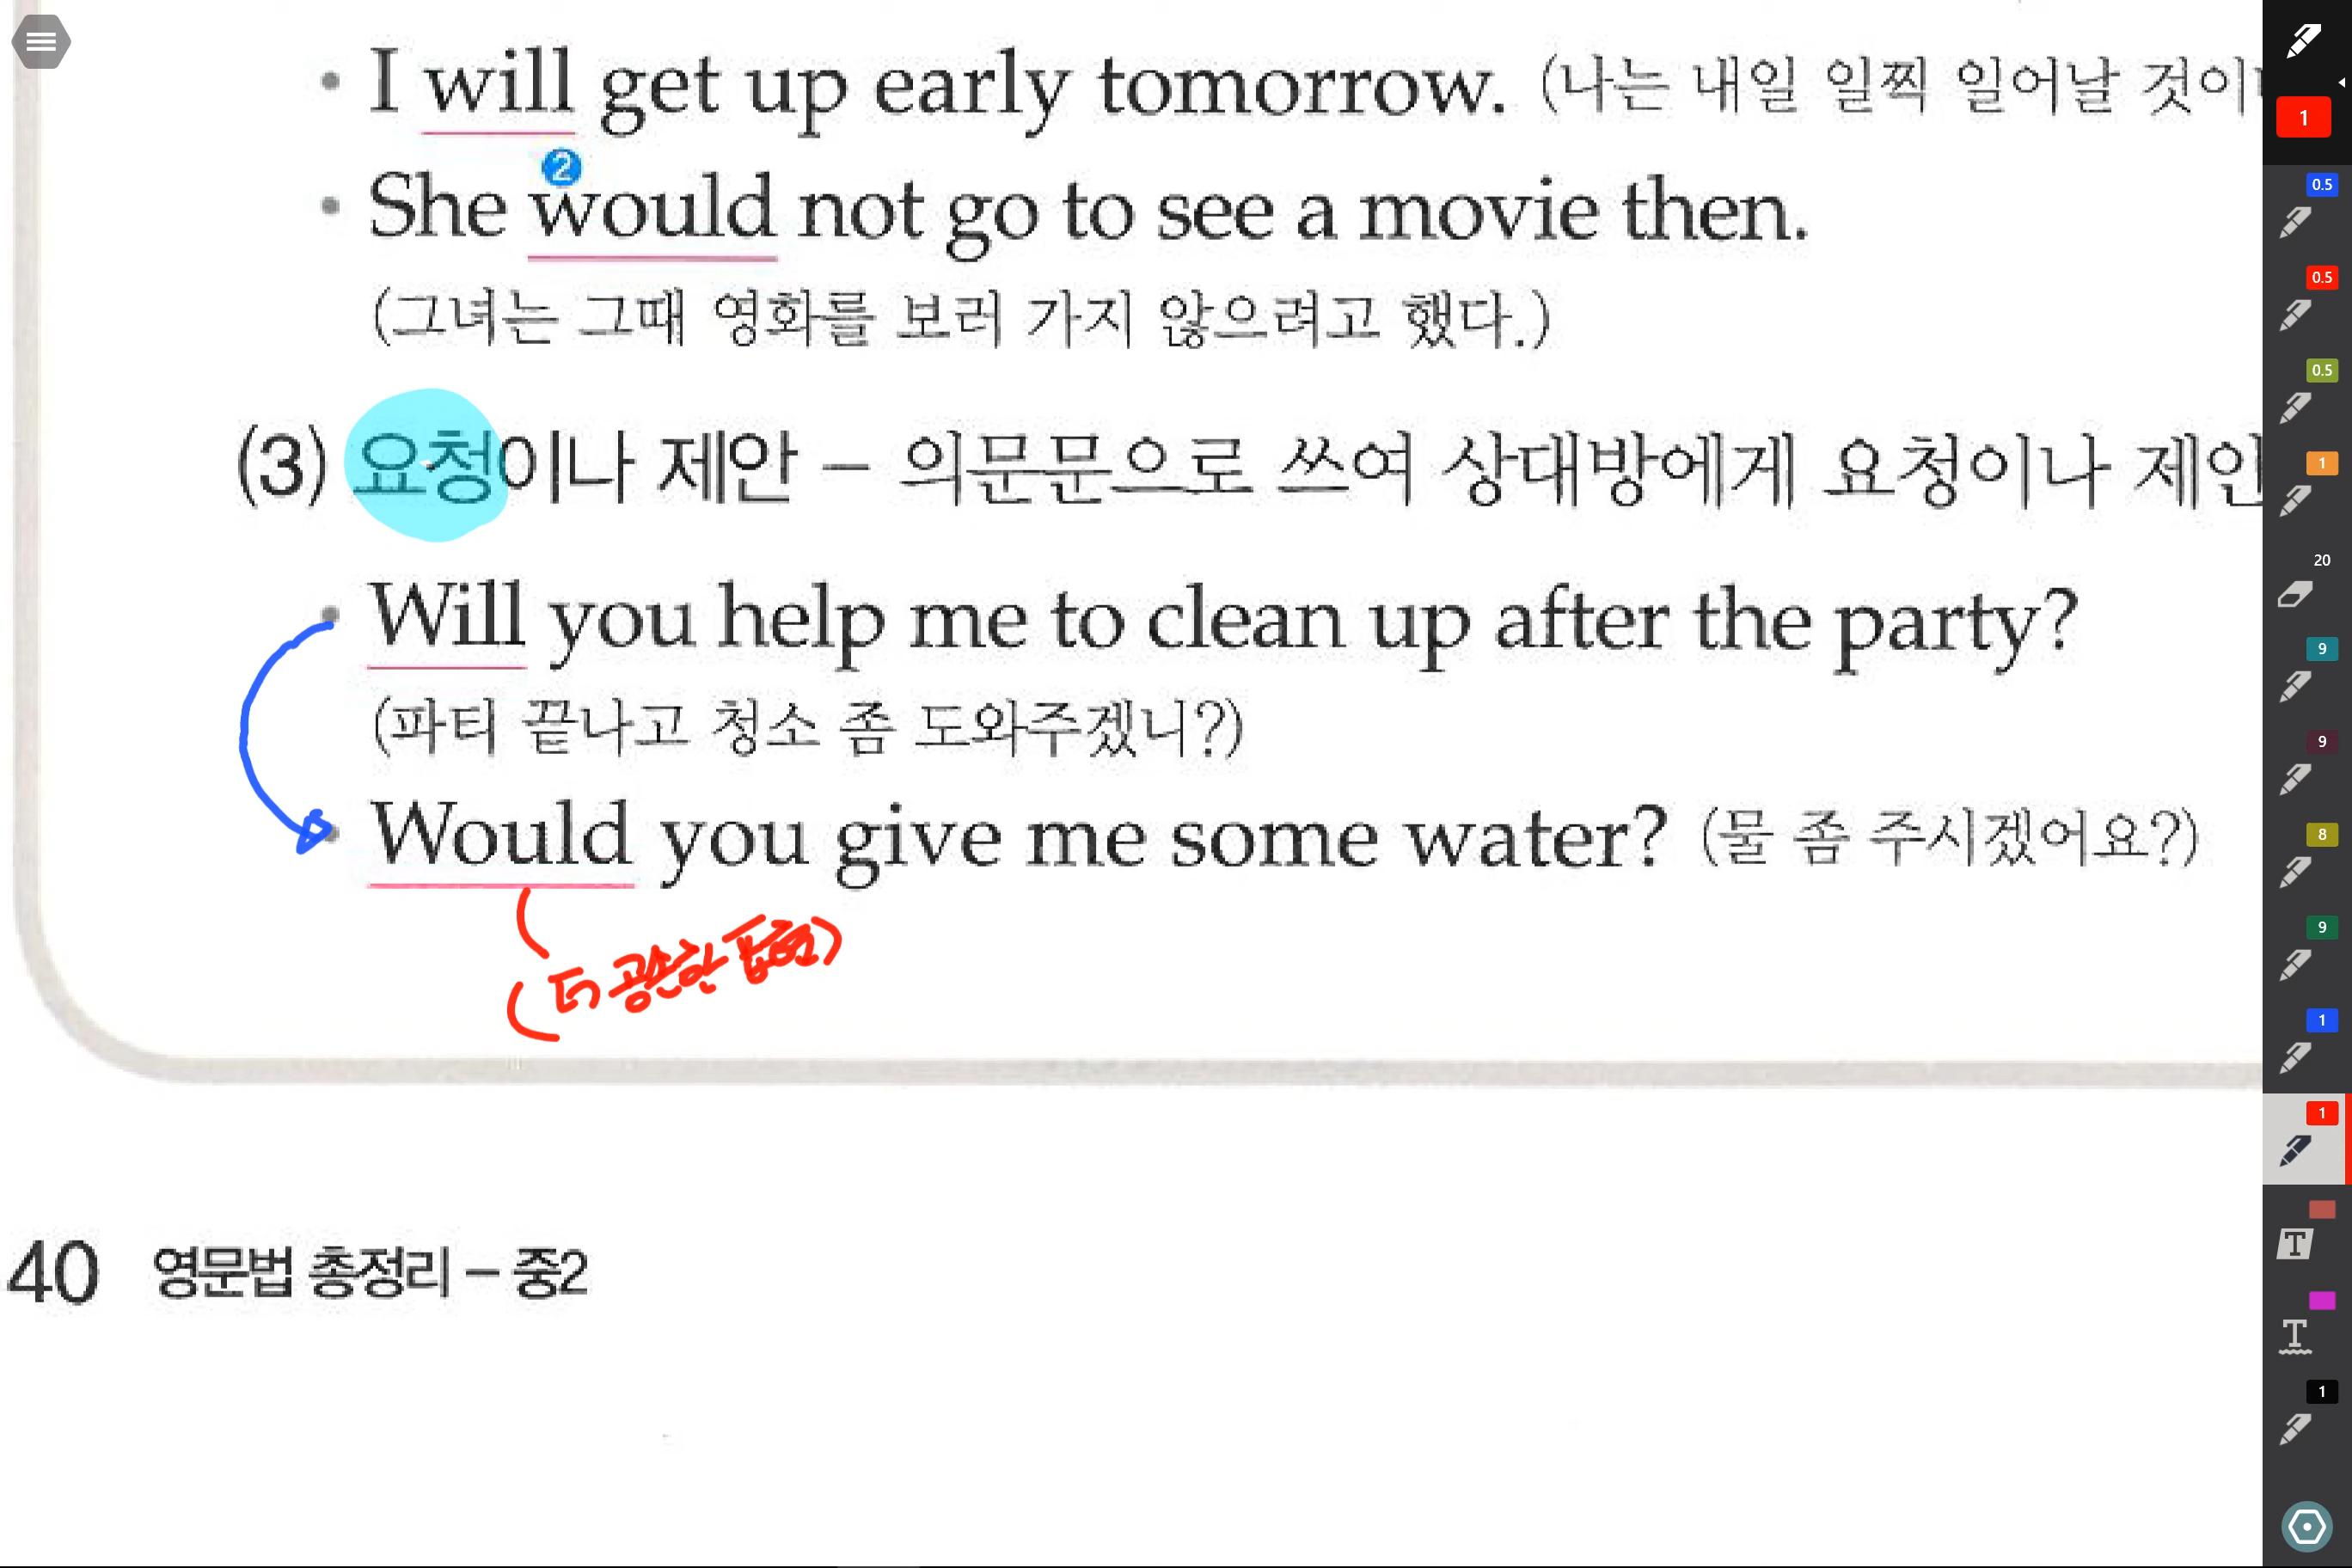 • I will get up early tomorrow. (나는 내일 일찍 일어날 것이
2
• She would not go to see a movie then.
(그녀는 그때 영화를 보러 가지 않으려고 했다.)
(3) 요청이나 제안 – 의문문으로 쓰여 상대방에게 요청이나 제안
• Will you help me to clean up after the party?
(파티 끝나고 청소 좀 도와주겠니?)
• Would you give me some water? (물 좀 주시겠어요?)
(더 공손한 표현)
40 영문법 총정리 – 중2
1
0.5
0.5
0.5
1
20
9
9
8
9
1
1
T
T
1